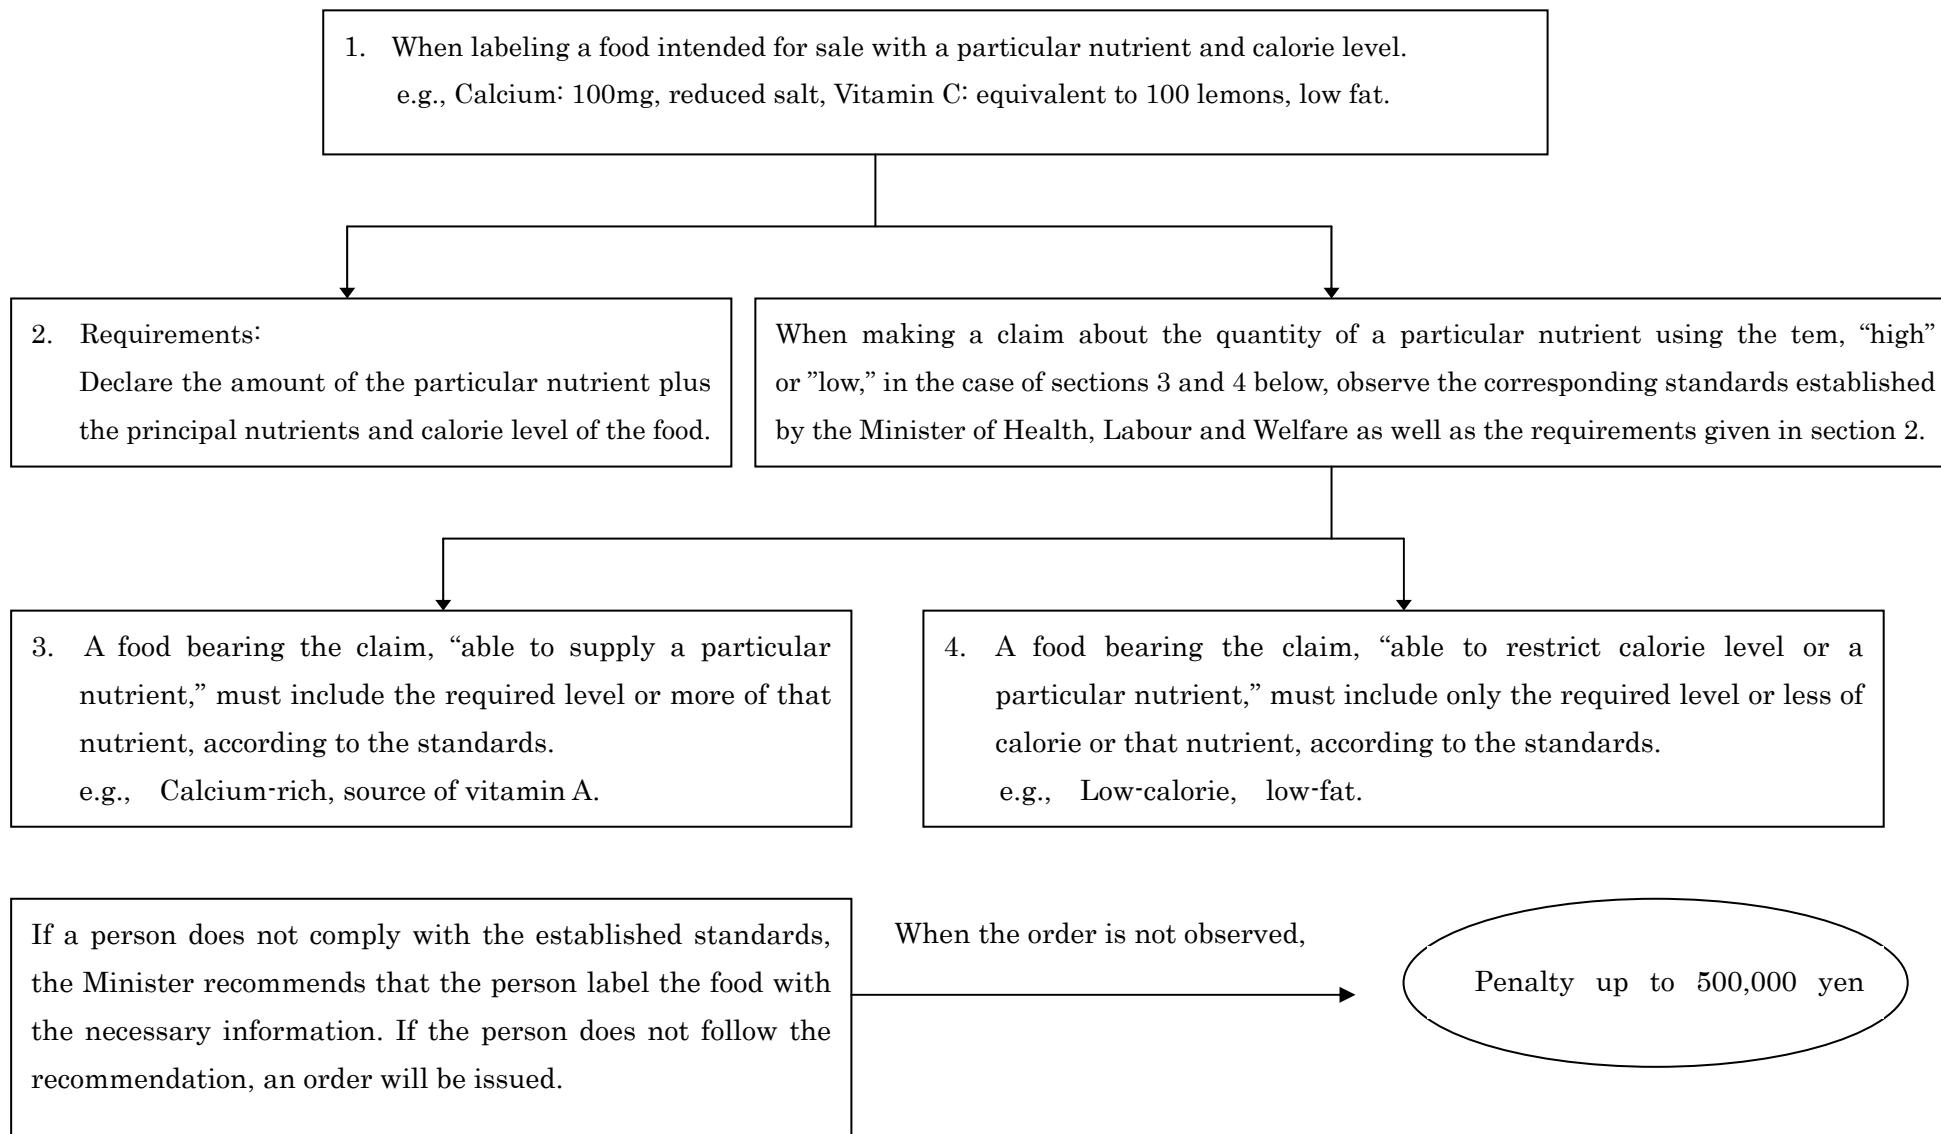 1. When labeling a food intended for sale with a particular nutrient and calorie level.
e.g., Calcium: 100mg, reduced salt, Vitamin C: equivalent to 100 lemons, low fat.
2. Requirements:
Declare the amount of the particular nutrient plus
the principal nutrients and calorie level of the food.
When making a claim about the quantity of a particular nutrient using the tem, “high”
or ”low,” in the case of sections 3 and 4 below, observe the corresponding standards established
by the Minister of Health, Labour and Welfare as well as the requirements given in section 2.
3. A food bearing the claim, “able to supply a particular
nutrient,” must include the required level or more of that
nutrient, according to the standards.
e.g., Calcium-rich, source of vitamin A.
4. A food bearing the claim, “able to restrict calorie level or a
particular nutrient,” must include only the required level or less of
calorie or that nutrient, according to the standards.
e.g., Low-calorie, low-fat.
If a person does not comply with the established standards,
the Minister recommends that the person label the food with
the necessary information. If the person does not follow the
recommendation, an order will be issued.
When the order is not observed,
Penalty up to 500,000 yen